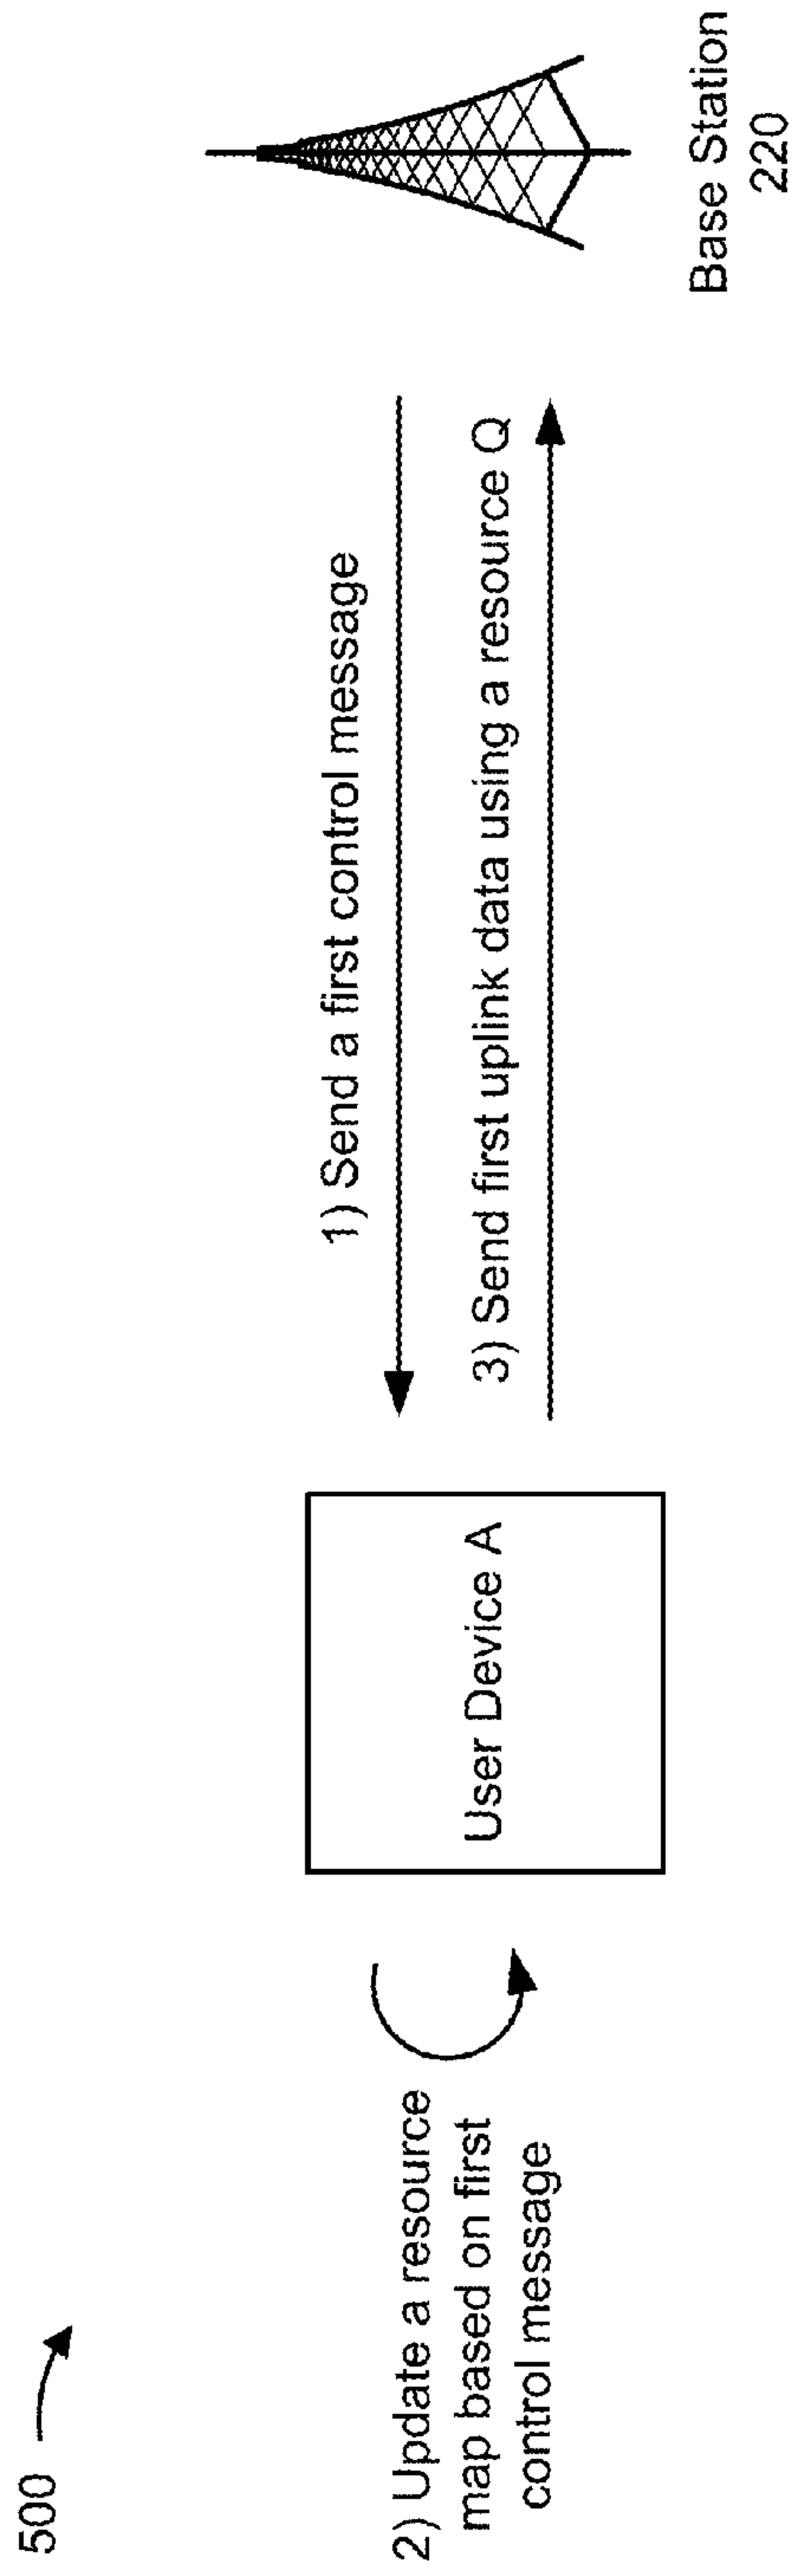 500
1) Send a first control message
2) Update a resource
map based on first
control message
User Device A
3) Send first uplink data using a resource Q
Base Station
220